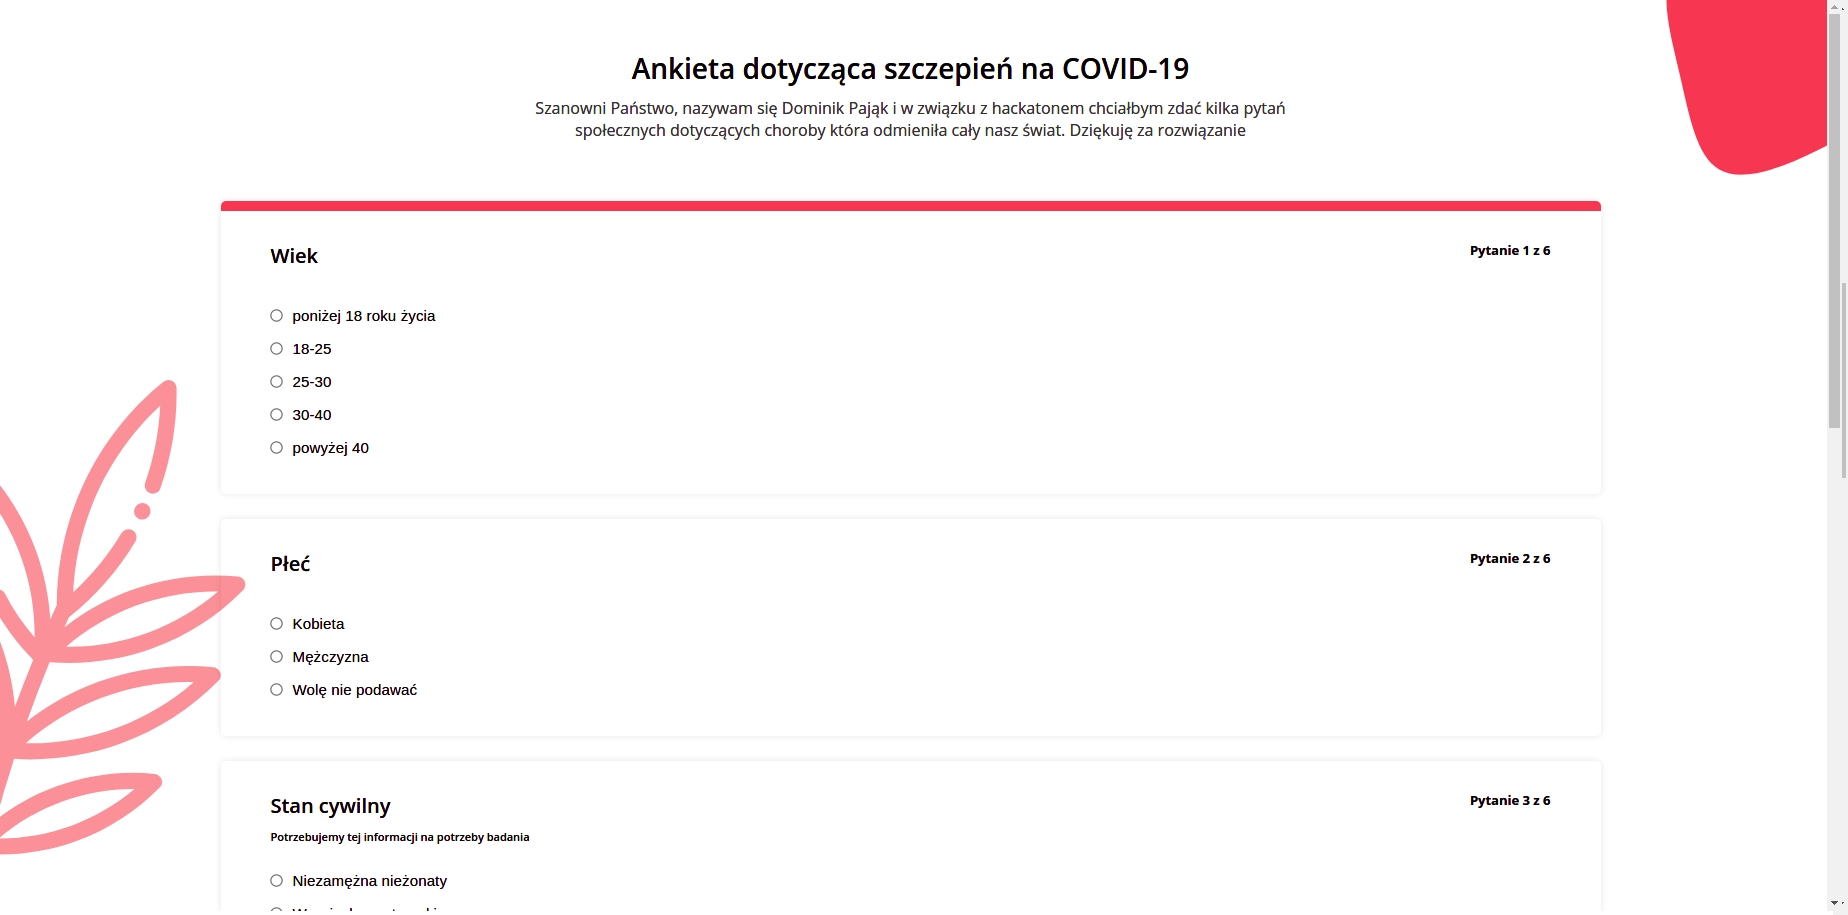 Ankieta dotycząca szczepień na COVID-19
Szanowni Państwo, nazywam się Dominik Pająk i w związku z hackatonem chciałbym zdać kilka pytań
społecznych dotyczących choroby która odmieniła cały nasz świat. Dziękuję za rozwiązanie
Wiek
Pytanie 1 z 6
poniżej 18 roku życia
18-25
25-30
30-40
powyżej 40
Płeć
Pytanie 2 z 6
Kobieta
Mężczyzna
Wolę nie podawać
Stan cywilny
Pytanie 3 z 6
Potrzebujemy tej informacji na potrzeby badania
Niezamężna nieżonaty